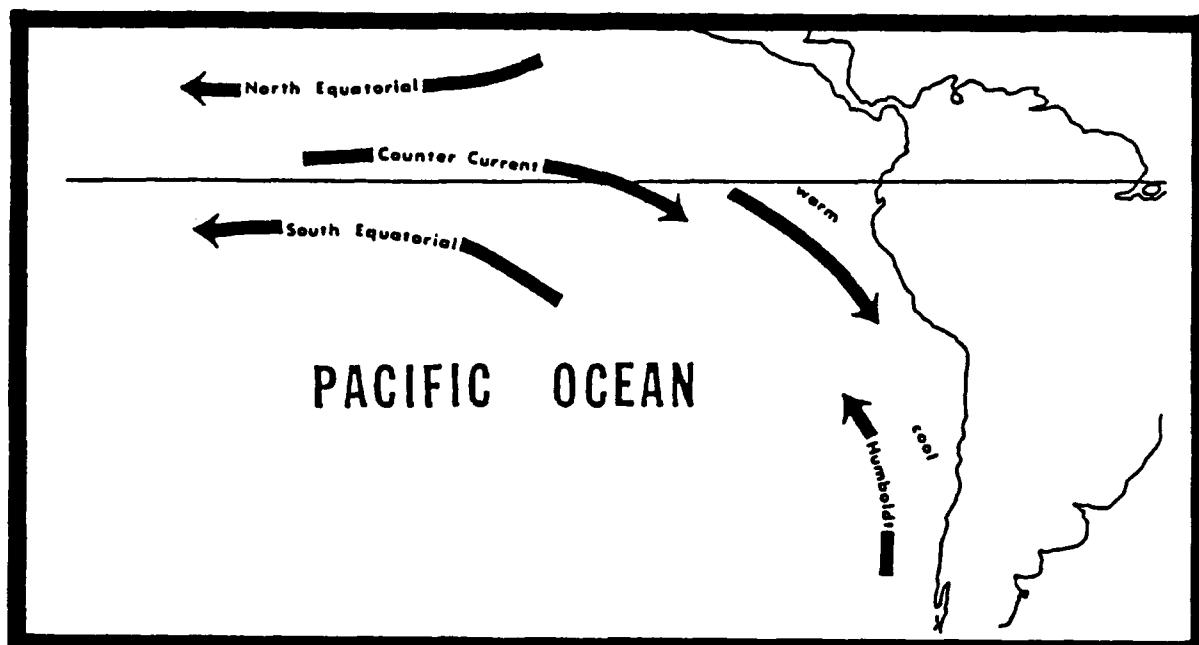 North Equatorial
Counter Current
warm
South Equatorial
PACIFIC OCEAN
cool
Humboldt